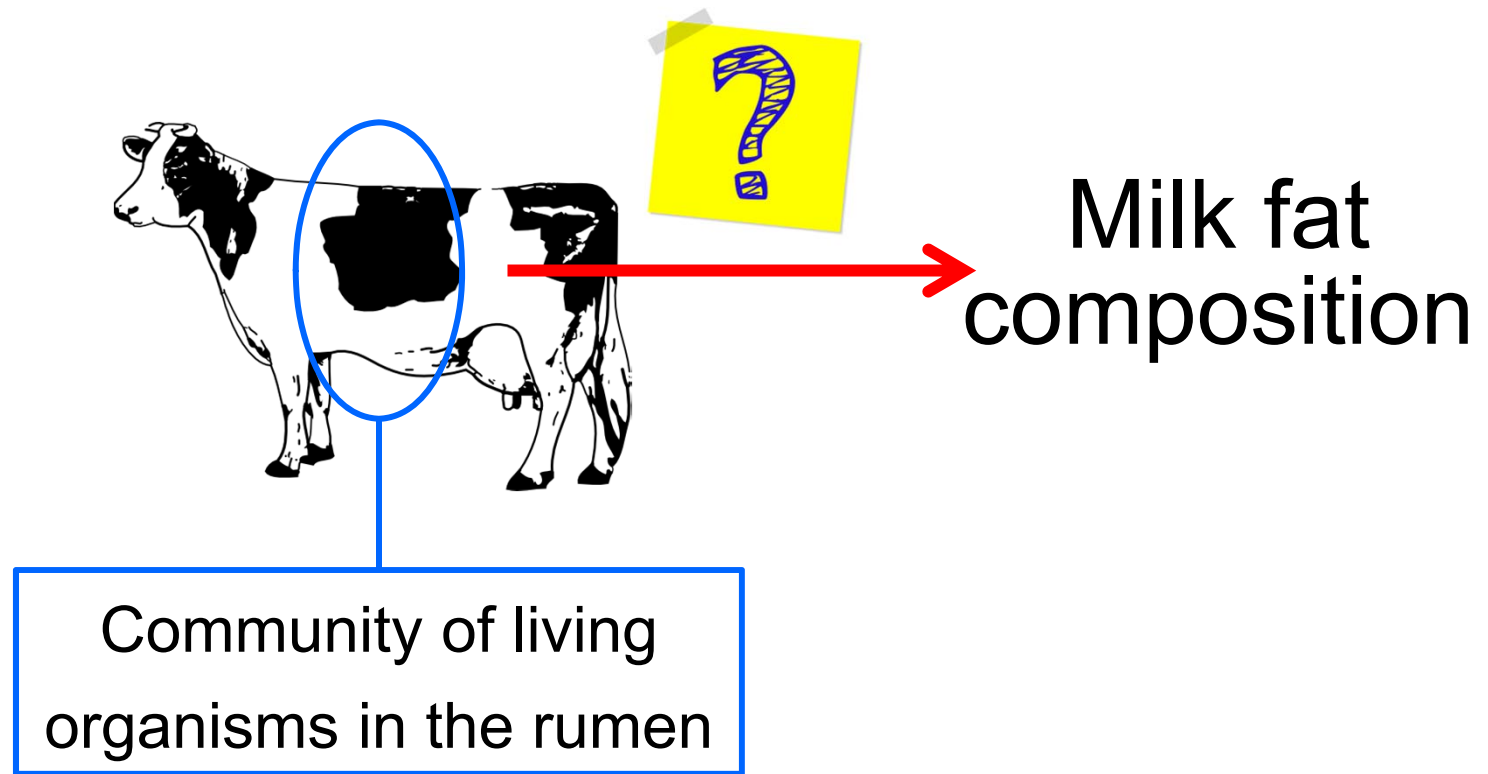 ?
Milk fat
composition
Community of living
organisms in the rumen